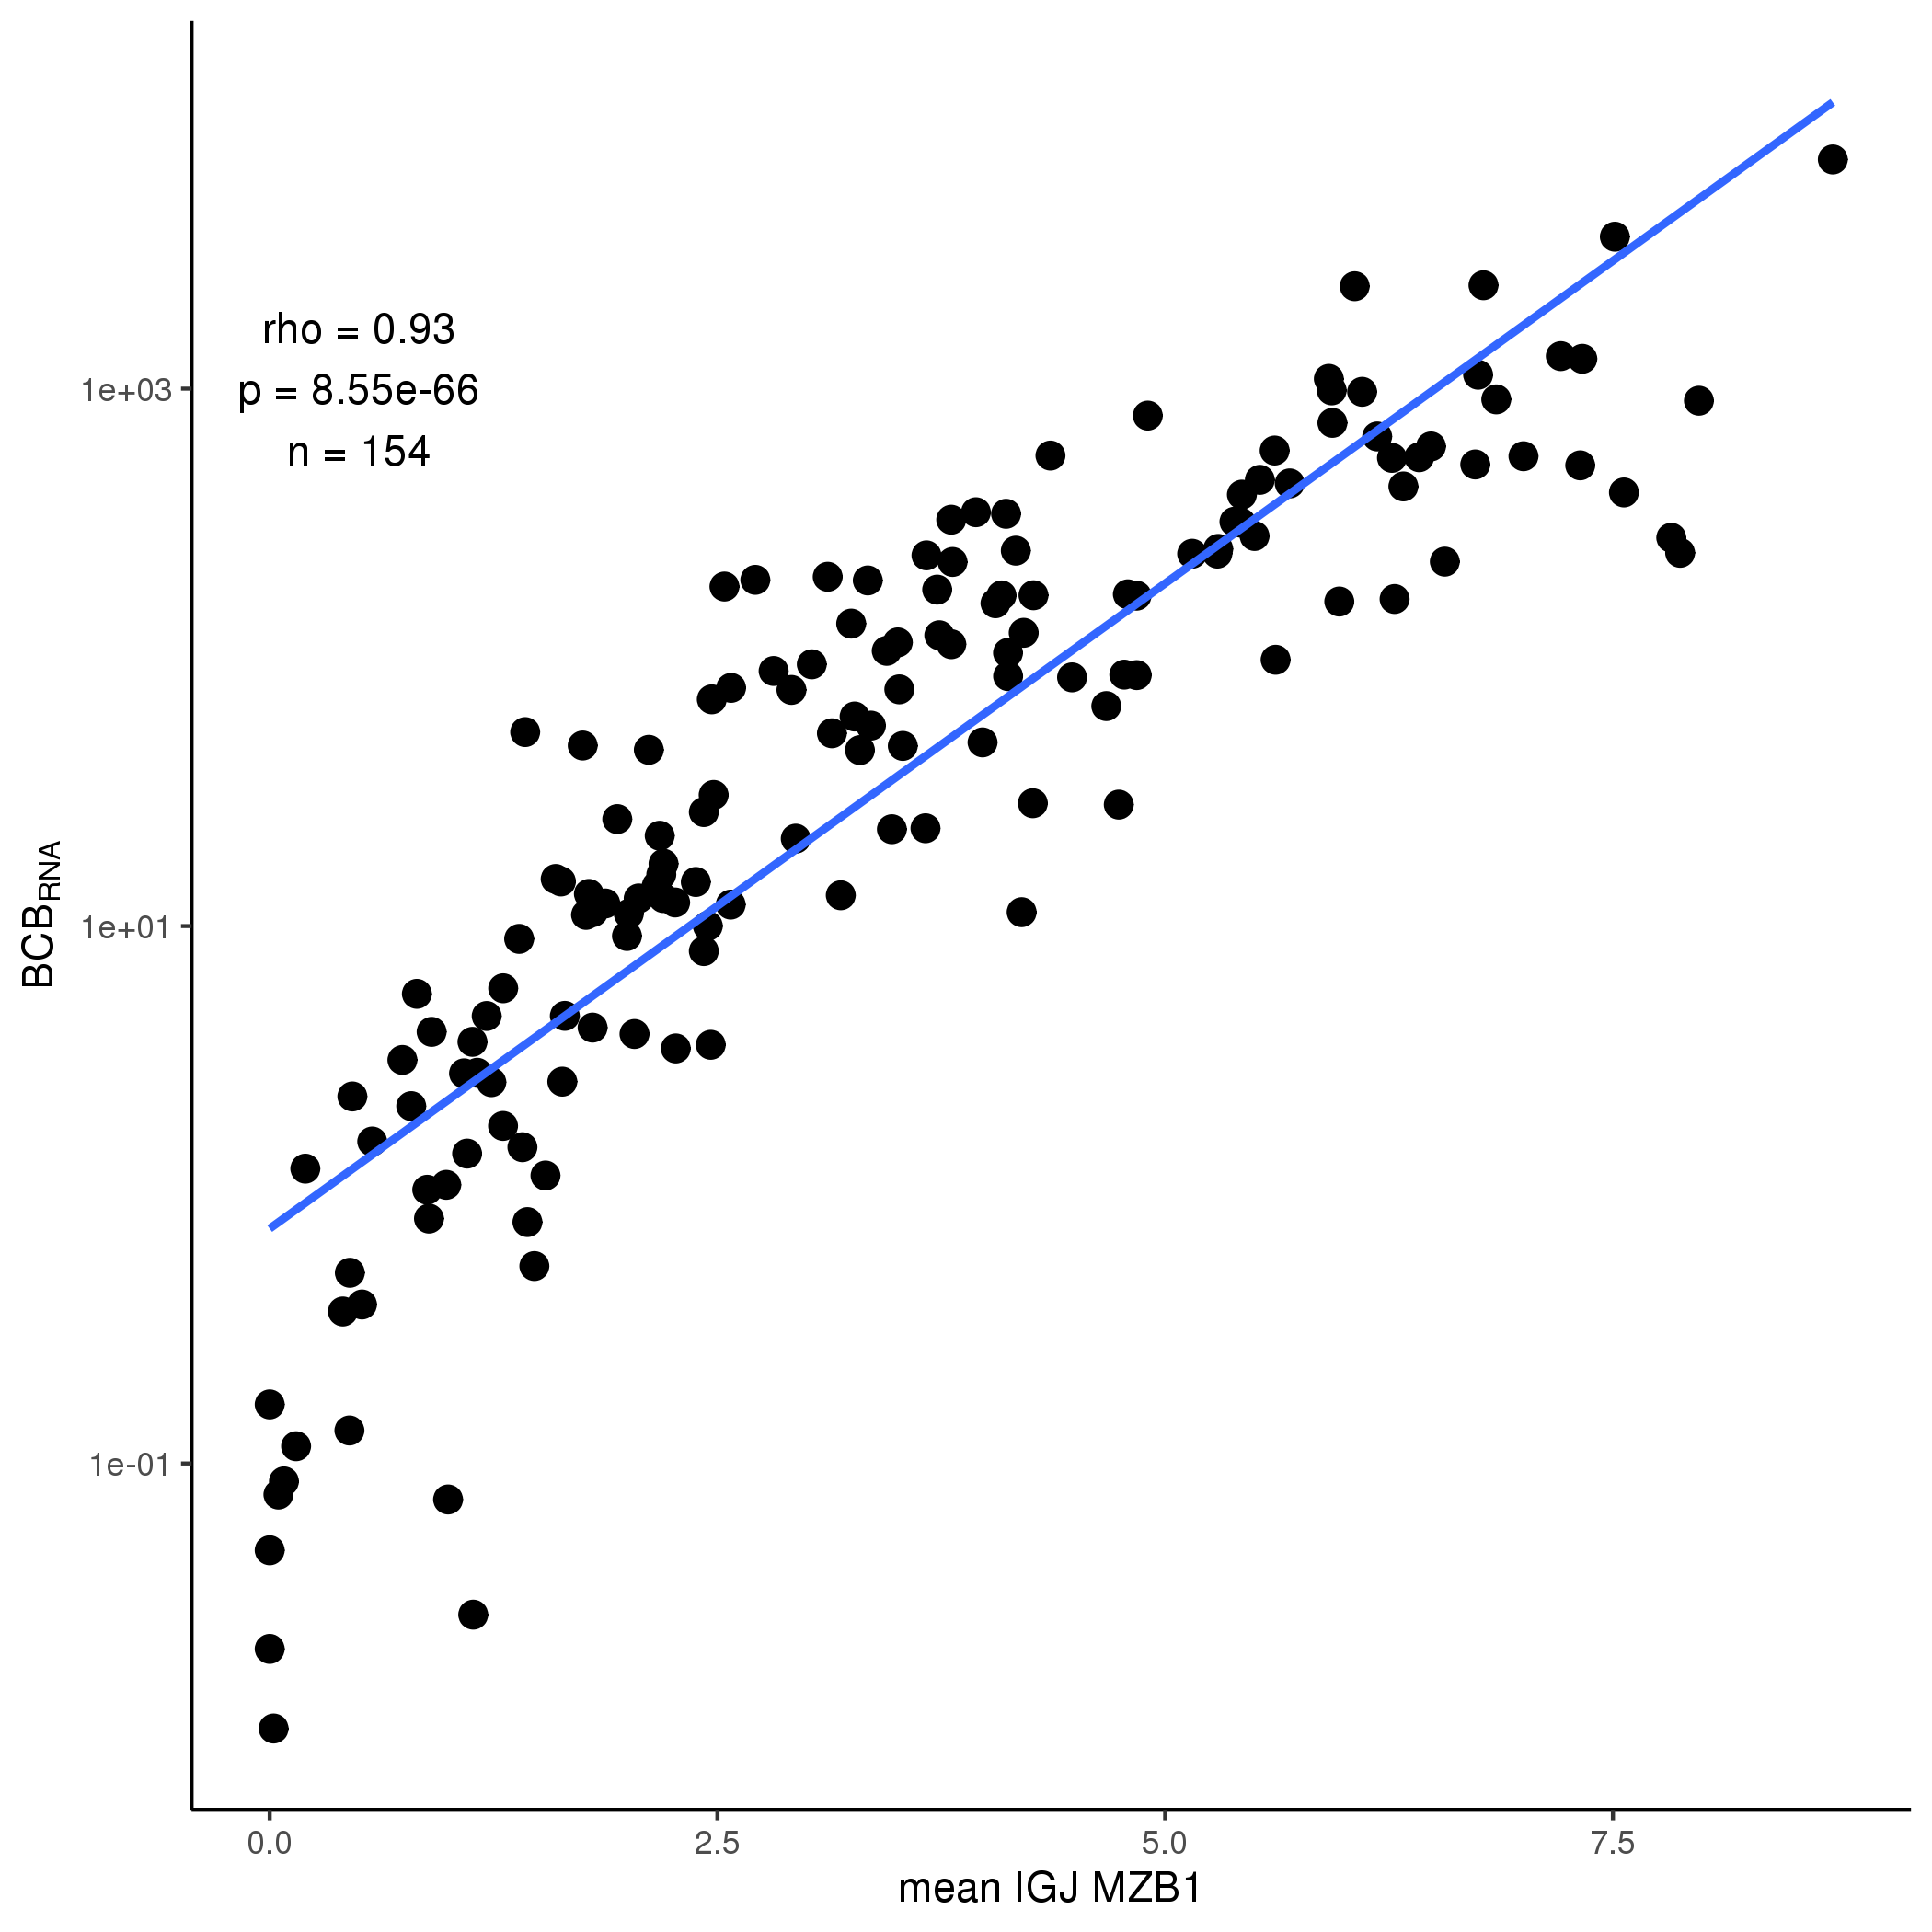 rho = 0.93
p = 8.55e-66
n = 154
1e+03
1e+01
1e-01
BCBRNA
0.0 2.5 5.0 7.5
mean IGJ MZB1